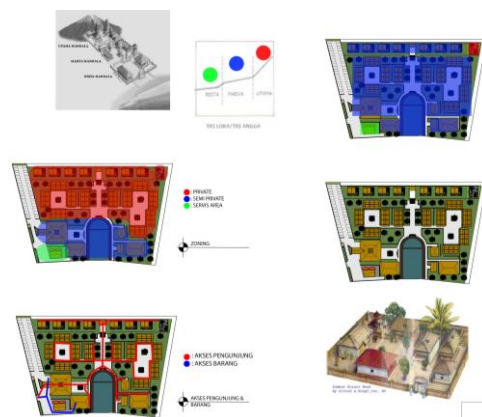 UTAMA MANDALA
MADYA MANDALA
NISTA MANDALA
NISTA
MADYA
UTAMA
TRI LOKA/TRI ANGGA
: PRIVATE
: SEMI PRIVATE
: SERVIS AREA
ZONING
: AKSES PENGUNJUNG
: AKSES BARANG
AKSES PENGUNJUNG &
BARANG